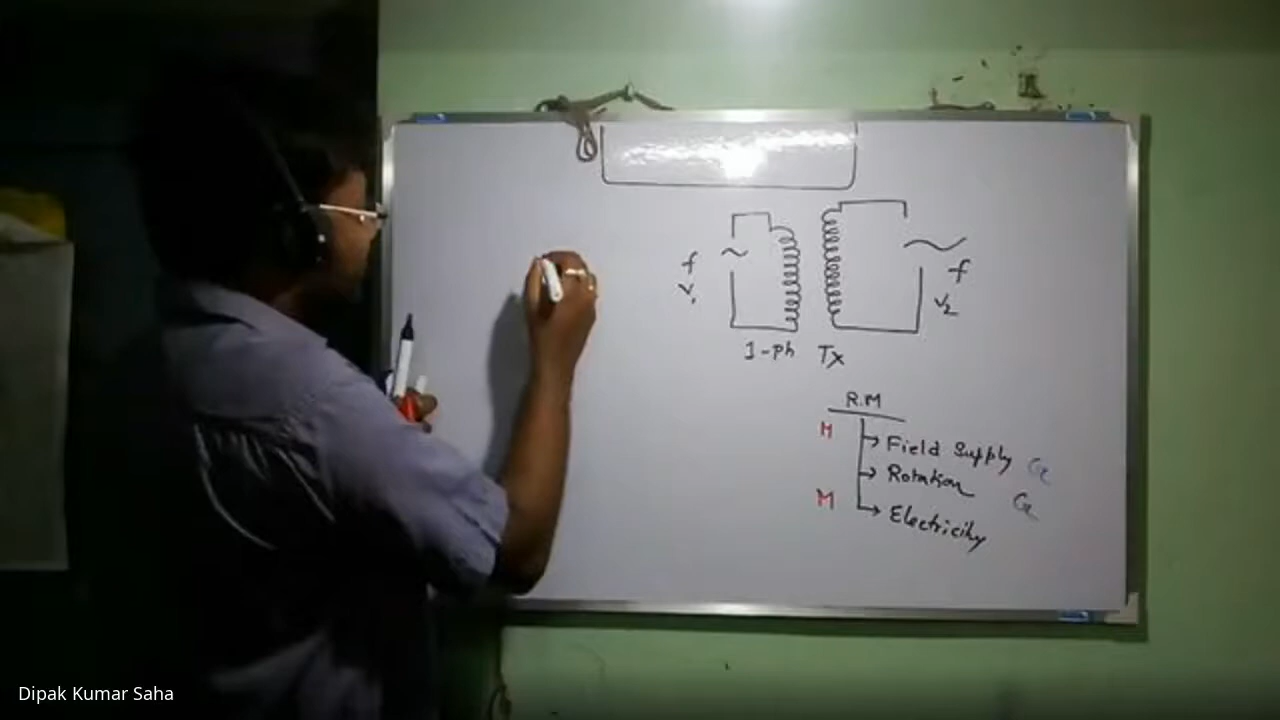 f
V₁
f
V₂
1-Ph Tx
R.M
M Field Supply G
Rotation G
M Electricity
Dipak Kumar Saha